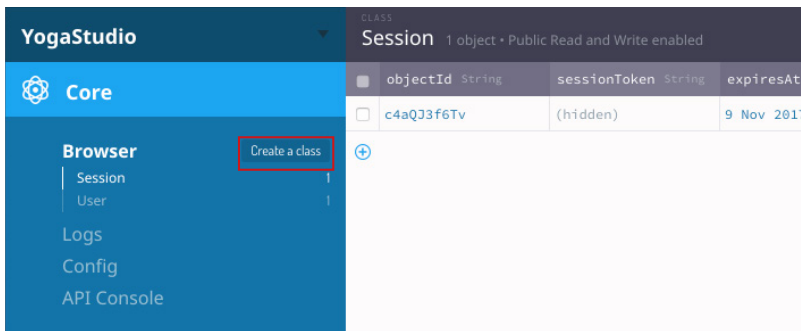 YogaStudio
Core
Browser
Create a class
Session 1
User 1
Logs
Config
API Console
CLASS
Session 1 object • Public Read and Write enabled
objectId String sessionToken String expiresAt
c4aQJ3f6Tv (hidden) 9 Nov 2017